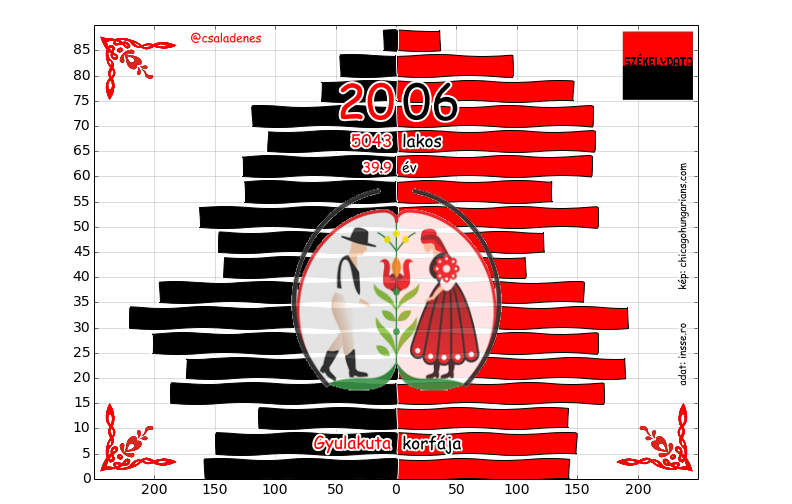 @csaladenes
SZÉKELYDATA
2006
5043 lakos
39.9 év
kép: chicagohungarians.com
adat: insse.ro
Gyulakuta korfája
85
80
75
70
65
60
55
50
45
40
35
30
25
20
15
10
5
0
200 150 100 50 0 50 100 150 200